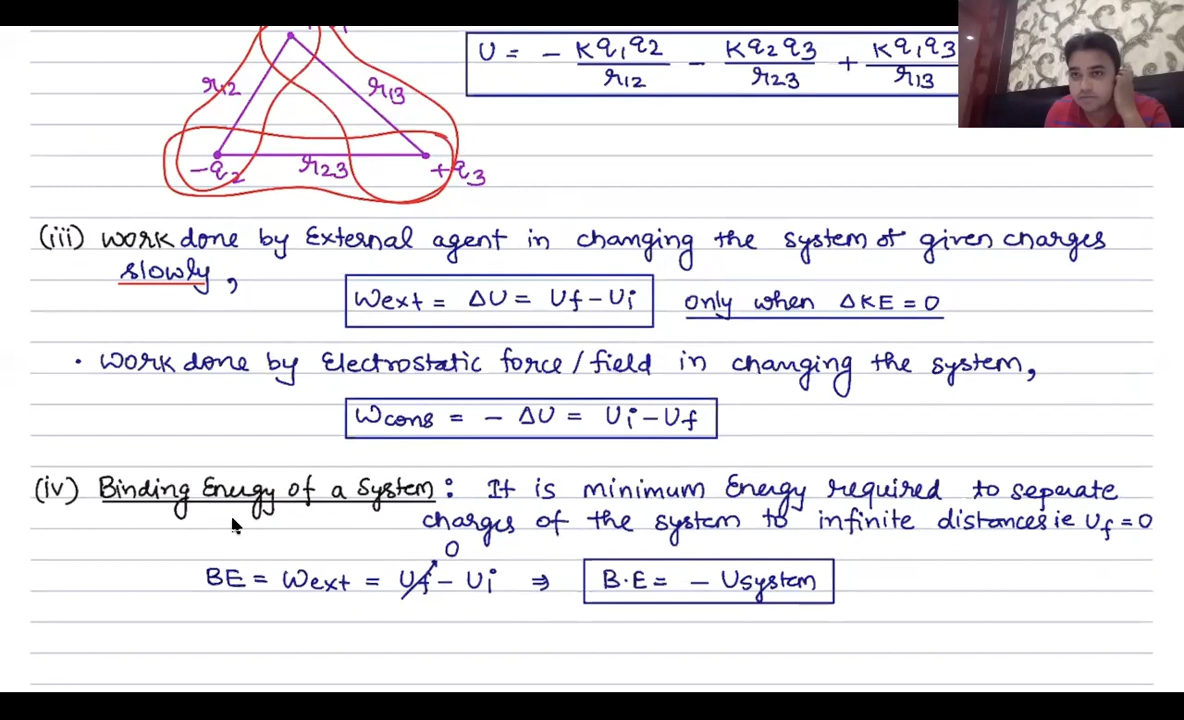 U = - Kq₁q₂/r₁₂ - Kq₂q₃/r₂₃ + Kq₁q₃/r₁₃
r₁₂
r₁₃
-q₂
r₂₃
+q₃
(iii) work done by External agent in changing the system of given charges
slowly,
Wext = ΔU = Uf - Ui only when ΔKE = 0
· work done by Electrostatic force/field in changing the system,
Wcons = - ΔU = Ui - Uf
(iv) Binding Energy of a System: It is minimum Energy required to separate
charges of the system to infinite distances ie Uf = 0
0
BE = Wext = Uf - Ui ⇒ B.E = - Usystem